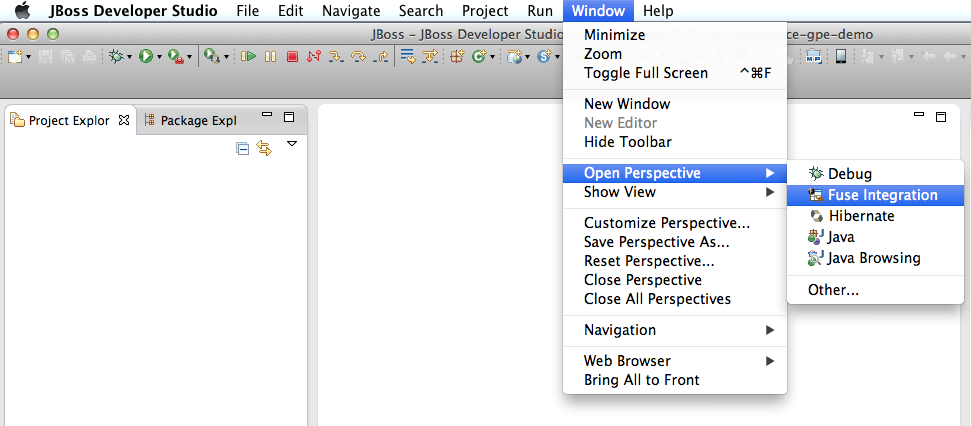 JBoss Developer Studio File Edit Navigate Search Project Run Window Help
JBoss – JBoss Developer Studio
ce-gpe-demo
Project Explor
Package Expl
Minimize
Zoom
Toggle Full Screen ^⌘F
New Window
New Editor
Hide Toolbar
Open Perspective
Show View
Customize Perspective...
Save Perspective As...
Reset Perspective...
Close Perspective
Close All Perspectives
Navigation
Web Browser
Bring All to Front
Debug
Fuse Integration
Hibernate
Java
Java Browsing
Other...